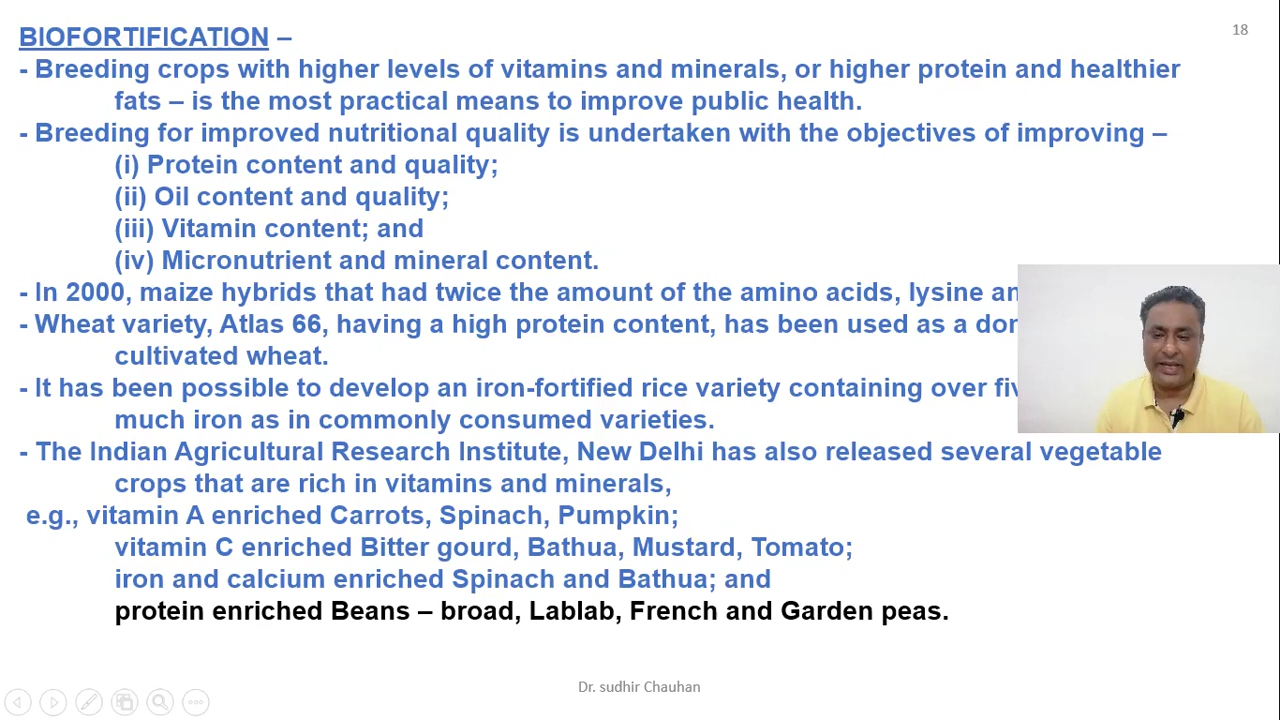 18
BIOFORTIFICATION –
- Breeding crops with higher levels of vitamins and minerals, or higher protein and healthier
fats – is the most practical means to improve public health.
- Breeding for improved nutritional quality is undertaken with the objectives of improving –
(i) Protein content and quality;
(ii) Oil content and quality;
(iii) Vitamin content; and
(iv) Micronutrient and mineral content.
- In 2000, maize hybrids that had twice the amount of the amino acids, lysine
- Wheat variety, Atlas 66, having a high protein content, has been used as a
cultivated wheat.
- It has been possible to develop an iron-fortified rice variety containing over
much iron as in commonly consumed varieties.
- The Indian Agricultural Research Institute, New Delhi has also released several vegetable
crops that are rich in vitamins and minerals,
e.g., vitamin A enriched Carrots, Spinach, Pumpkin;
vitamin C enriched Bitter gourd, Bathua, Mustard, Tomato;
iron and calcium enriched Spinach and Bathua; and
protein enriched Beans – broad, Lablab, French and Garden peas.
Dr. sudhir Chauhan